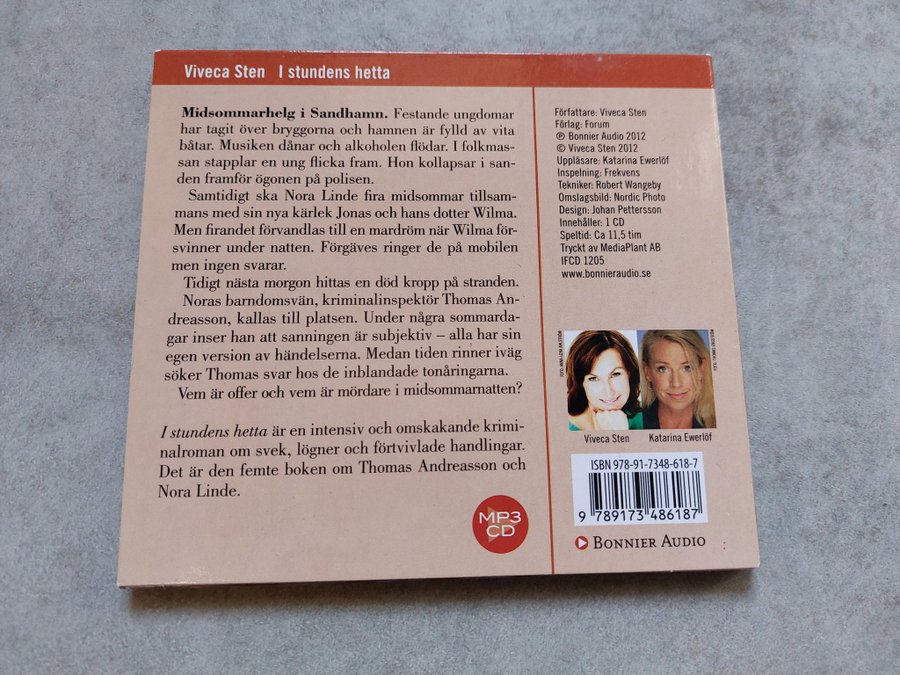 Viveca Sten I stundens hetta
Midsommarhelg i Sandhamn. Festande ungdomar
har tagit över bryggorna och hamnen är fylld av vita
båtar. Musiken dånar och alkoholen flödar. I folkmas-
san stapplar en ung flicka fram. Hon kollapsar i san-
den framför ögonen på polisen.
Samtidigt ska Nora Linde fira midsommar tillsam-
mans med sin nya kärlek Jonas och hans dotter Wilma.
Men firandet förvandlas till en mardröm när Wilma för-
svinner under natten. Förgäves ringer de på mobilen
men ingen svarar.
Tidigt nästa morgon hittas en död kropp på stranden.
Noras barndomsvän, kriminalinspektör Thomas An-
dreasson, kallas till platsen. Under några sommarda-
gar inser han att sanningen är subjektiv – alla har sin
egen version av händelserna. Medan tiden rinner iväg
söker Thomas svar hos de inblandade tonåringarna.
Vem är offer och vem är mördare i midsommarnatten?
I stundens hetta är en intensiv och omskakande krimi-
nalroman om svek, lögner och förtvivlade handlingar.
Det är den femte boken om Thomas Andreasson och
Nora Linde.
MP3
CD
Författare: Viveca Sten
Förlag: Forum
℗ Bonnier Audio 2012
© Viveca Sten 2012
Uppläsare: Katarina Ewerlöf
Inspelning: Frekvens
Tekniker: Robert Wangeby
Omslagsbild: Nordic Photo
Design: Johan Pettersson
Innehåller: 1 CD
Speltid: Ca 11,5 tim
Tryckt av MediaPlant AB
IFCD 1205
www.bonnieraudio.se
Viveca Sten Katarina Ewerlöf
ISBN 978-91-7348-618-7
9 789173 486187
BONNIER AUDIO